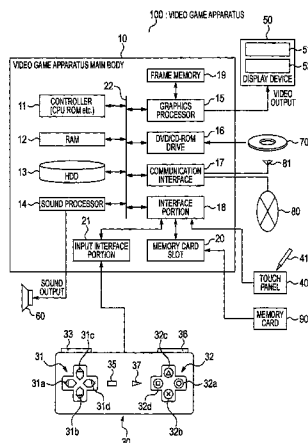 100 : VIDEO GAME APPARATUS
50
10
VIDEO GAME APPARATUS MAIN BODY
FRAME MEMORY
19
51
52
DISPLAY DEVICE
22
11
CONTROLLER
(CPU ROM etc.)
GRAPHICS
PROCESSOR
15
VIDEO
OUTPUT
12
RAM
DVD/CD-ROM
DRIVE
16
70
17
81
13
HDD
COMMUNICATION
INTERFACE
14
SOUND PROCESSOR
INTERFACE
PORTION
18
80
21
20
INPUT INTERFACE
PORTION
MEMORY CARD
SLOT
41
TOUCH
PANEL
40
SOUND
OUTPUT
60
MEMORY
CARD
90
33
31c
32c
36
31
35
37
32
31a
31d
32d
32a
31b
32b
30